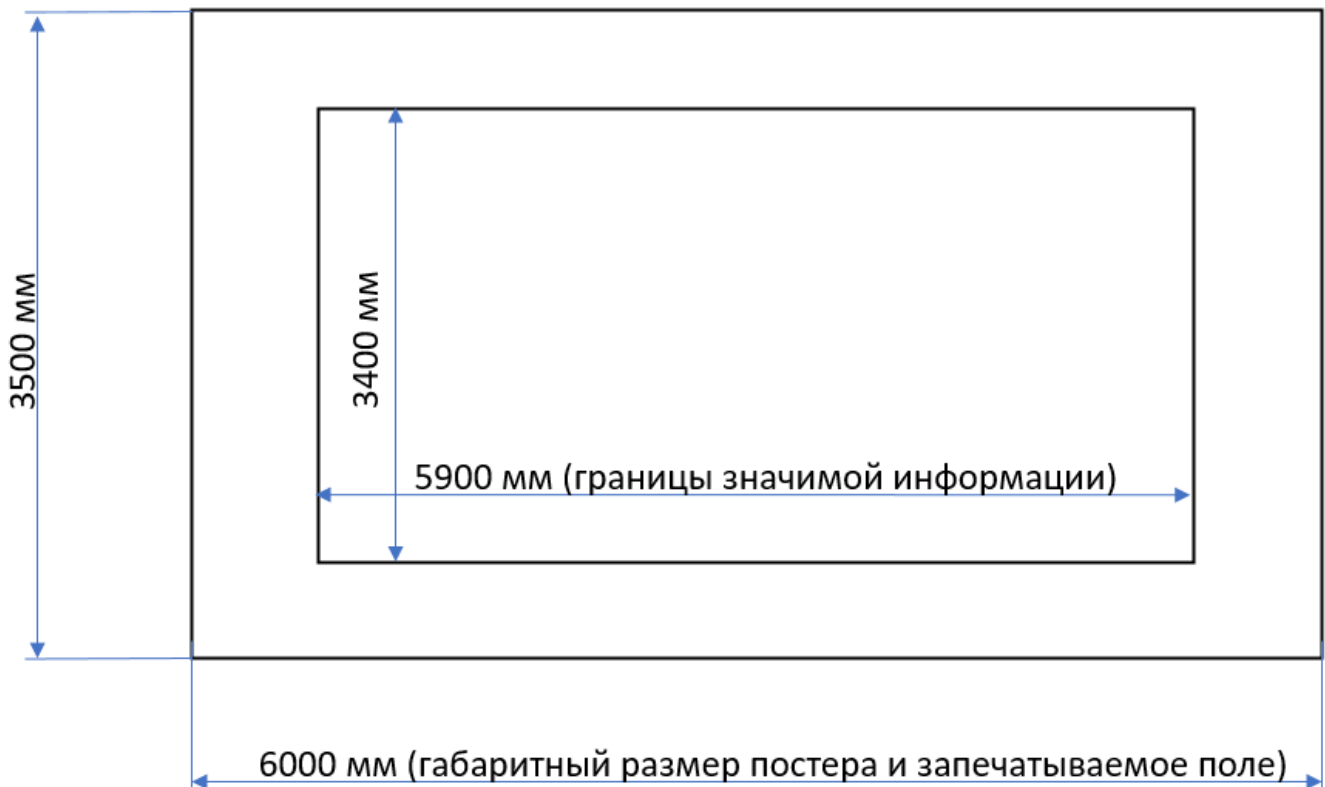 3500 мм
3400 мм
5900 мм (границы значимой информации)
6000 мм (габаритный размер постера и запечатываемое поле)